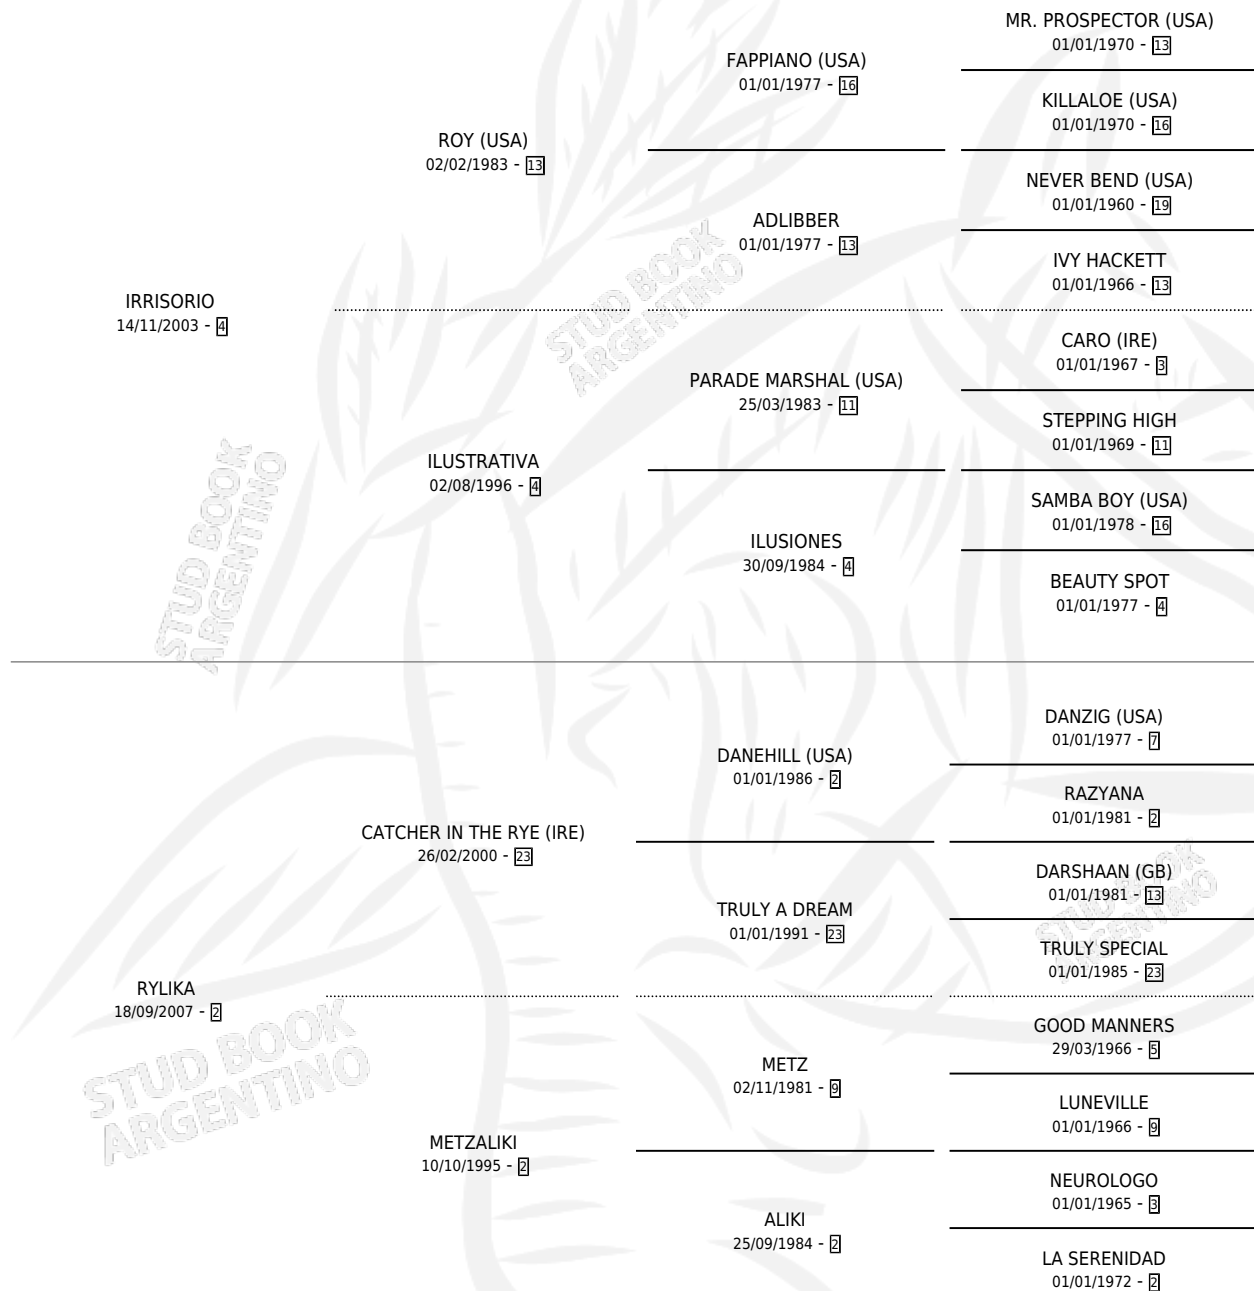 MR. PROSPECTOR (USA)
01/01/1970 - 13
FAPPIANO (USA)
01/01/1977 - 16
KILLALOE (USA)
01/01/1970 - 16
ROY (USA)
02/02/1983 - 13
NEVER BEND (USA)
01/01/1960 - 19
ADLIBBER
01/01/1977 - 13
IVY HACKETT
01/01/1966 - 13
IRRISORIO
14/11/2003 - 4
CARO (IRE)
01/01/1967 - 3
PARADE MARSHAL (USA)
25/03/1983 - 11
STEPPING HIGH
01/01/1969 - 11
ILUSTRATIVA
02/08/1996 - 4
SAMBA BOY (USA)
01/01/1978 - 16
ILUSIONES
30/09/1984 - 4
BEAUTY SPOT
01/01/1977 - 4
DANZIG (USA)
01/01/1977 - 7
DANEHILL (USA)
01/01/1986 - 2
RAZYANA
01/01/1981 - 2
CATCHER IN THE RYE (IRE)
26/02/2000 - 23
DARSHAAN (GB)
01/01/1981 - 13
TRULY A DREAM
01/01/1991 - 23
TRULY SPECIAL
01/01/1985 - 23
RYLIKA
18/09/2007 - 2
GOOD MANNERS
29/03/1966 - 5
METZ
02/11/1981 - 9
LUNEVILLE
01/01/1966 - 9
METZALIKI
10/10/1995 - 2
NEUROLOGO
01/01/1965 - 3
ALIKI
25/09/1984 - 2
LA SERENIDAD
01/01/1972 - 2
STUD BOOK
ARGENTINO
STUD BOOK
ARGENTINO
STUD BOOK
ARGENTINO
STUD BOOK
ARGENTINO